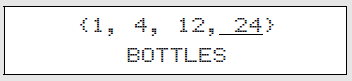 {1, 4, 12, 24}
BOTTLES